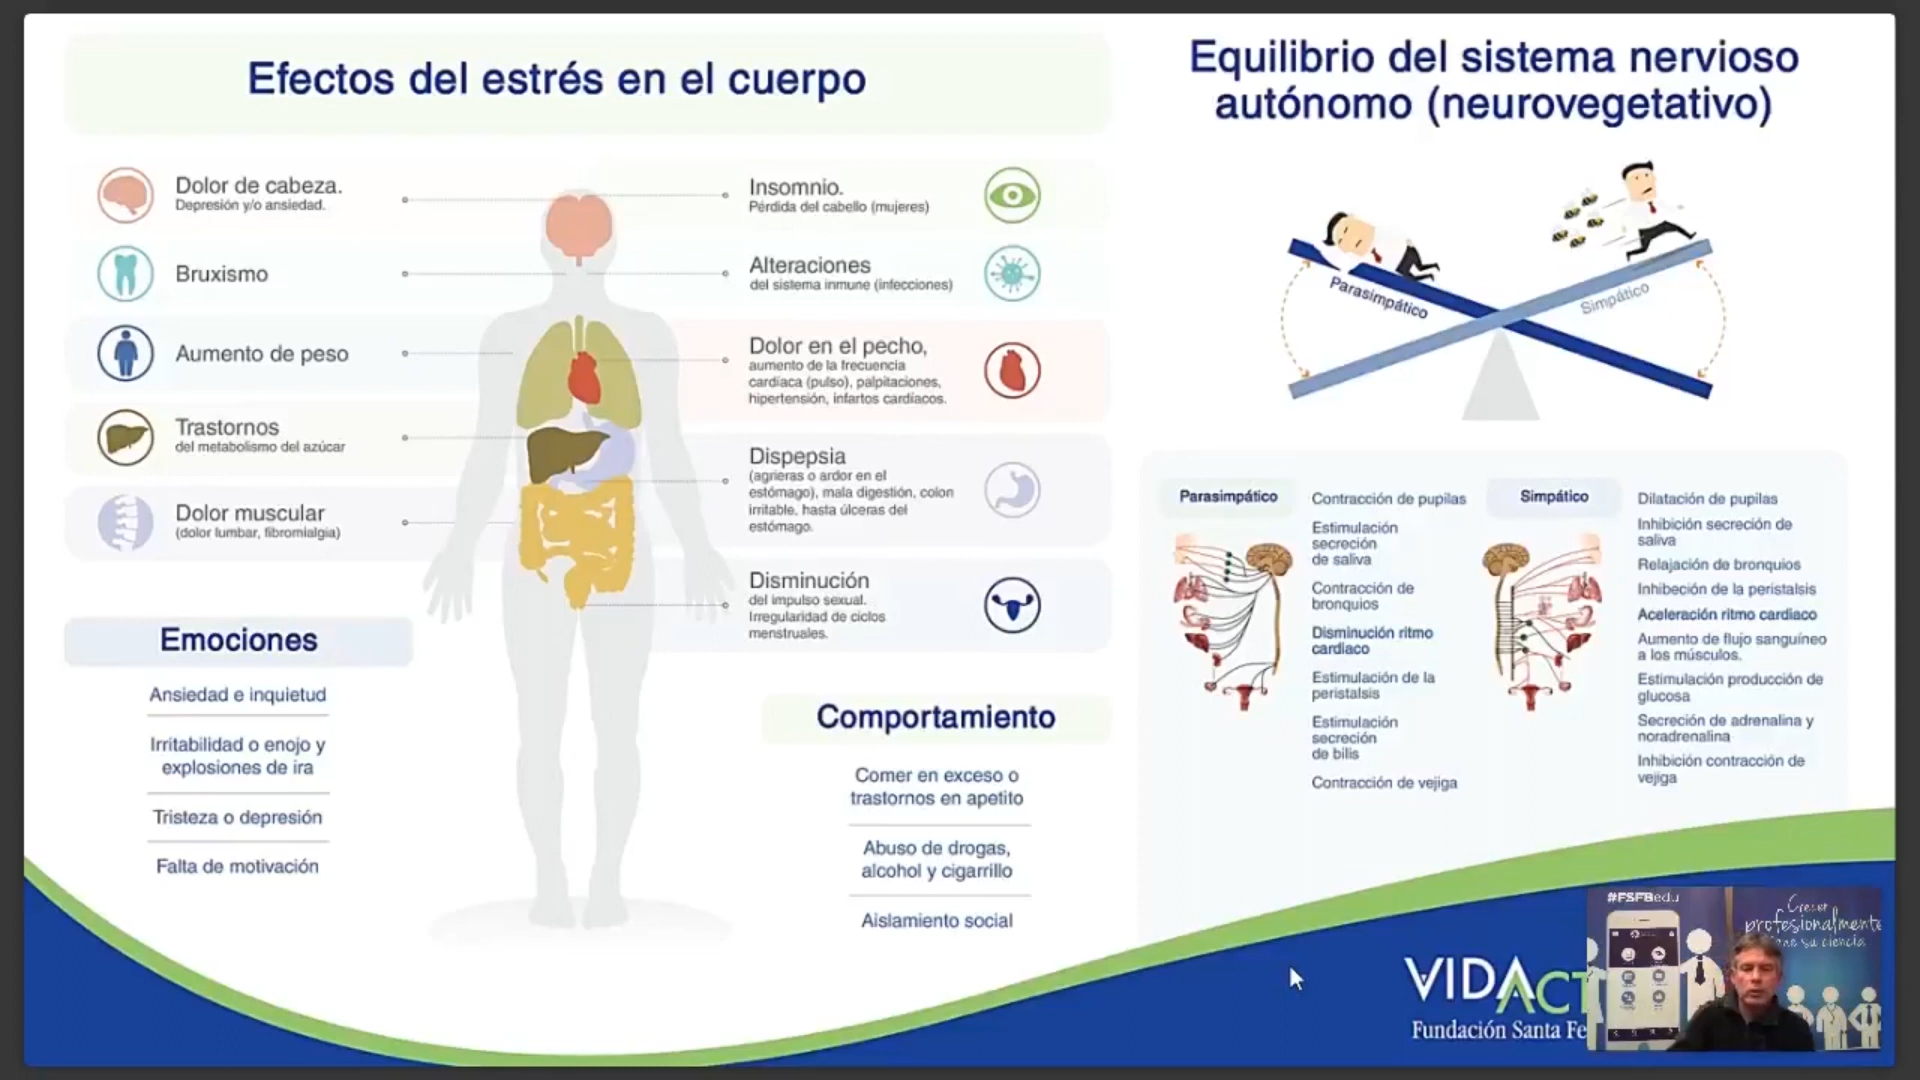 Efectos del estrés en el cuerpo
Dolor de cabeza.
Depresión y/o ansiedad.
Bruxismo
Aumento de peso
Trastornos
del metabolismo del azúcar
Dolor muscular
(dolor lumbar, fibromialgia)
Insomnio.
Pérdida del cabello (mujeres)
Alteraciones
del sistema inmune (infecciones)
Dolor en el pecho,
aumento de la frecuencia
cardíaca (pulso), palpitaciones,
hipertensión, infartos cardíacos.
Dispepsia
(agrieras o ardor en el
estómago), mala digestión, colon
irritable, hasta úlceras del
estómago.
Disminución
del impulso sexual.
Irregularidad de ciclos
menstruales.
Emociones
Ansiedad e inquietud
Irritabilidad o enojo y
explosiones de ira
Tristeza o depresión
Falta de motivación
Comportamiento
Comer en exceso o
trastornos en apetito
Abuso de drogas,
alcohol y cigarrillo
Aislamiento social
Equilibrio del sistema nervioso
autónomo (neurovegetativo)
Parasimpático
Simpático
Parasimpático
Contracción de pupilas
Estimulación
secreción
de saliva
Contracción de
bronquios
Disminución ritmo
cardiaco
Estimulación de la
peristalsis
Estimulación
secreción
de bilis
Contracción de vejiga
Simpático
Dilatación de pupilas
Inhibición secreción de
saliva
Relajación de bronquios
Inhibeción de la peristalsis
Aceleración ritmo cardiaco
Aumento de flujo sanguíneo
a los músculos.
Estimulación producción de
glucosa
Secreción de adrenalina y
noradrenalina
Inhibición contracción de
vejiga
VIDACT
Fundación Santa Fe
#FSFBedu
Crecer
profesionalmente
su ciencia